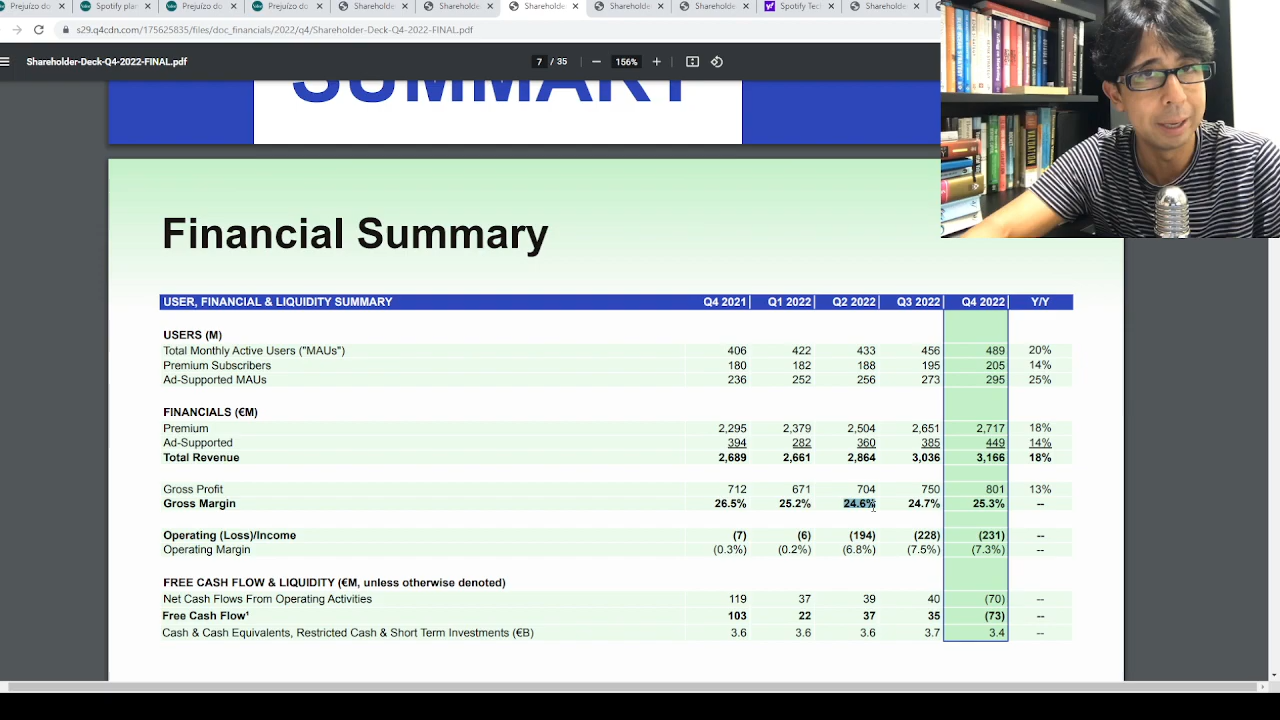 Prejuízo do
Spotify plan
Prejuízo do
Prejuízo do
Shareholde
Shareholde
Shareholde
Shareholde
Shareholde
Spotify Tech
Shareholde
s29.q4cdn.com/175625835/files/doc_financials/2022/q4/Shareholder-Deck-Q4-2022-FINAL.pdf
Shareholder-Deck-Q4-2022-FINAL.pdf 7 / 35 156%
SUMMARY
Financial Summary
USER, FINANCIAL & LIQUIDITY SUMMARY Q4 2021 Q1 2022 Q2 2022 Q3 2022 Q4 2022 Y/Y
USERS (M)
Total Monthly Active Users ("MAUs") 406 422 433 456 489 20%
Premium Subscribers 180 182 188 195 205 14%
Ad-Supported MAUs 236 252 256 273 295 25%
FINANCIALS (€M)
Premium 2,295 2,379 2,504 2,651 2,717 18%
Ad-Supported 394 282 360 385 449 14%
Total Revenue 2,689 2,661 2,864 3,036 3,166 18%
Gross Profit 712 671 704 750 801 13%
Gross Margin 26.5% 25.2% 24.6% 24.7% 25.3% --
Operating (Loss)/Income (7) (6) (194) (228) (231) --
Operating Margin (0.3%) (0.2%) (6.8%) (7.5%) (7.3%) --
FREE CASH FLOW & LIQUIDITY (€M, unless otherwise denoted)
Net Cash Flows From Operating Activities 119 37 39 40 (70) --
Free Cash Flow¹ 103 22 37 35 (73) --
Cash & Cash Equivalents, Restricted Cash & Short Term Investments (€B) 3.6 3.6 3.6 3.7 3.4 --
VALUATION